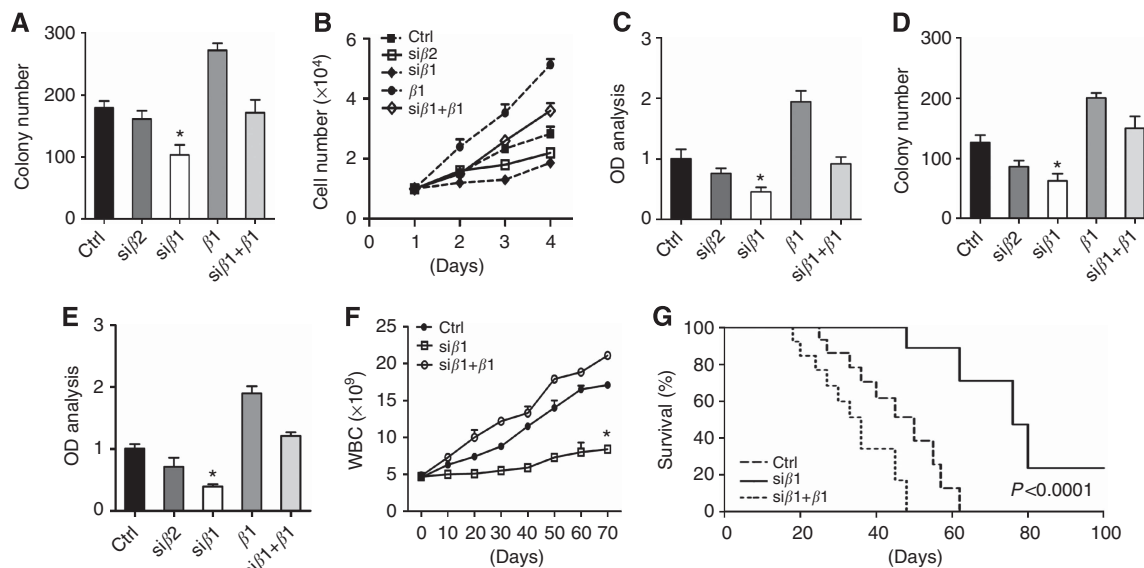 A
300
200
100
0
Colony number
*
Ctrl
siβ2
siβ1
β1
siβ1+β1
B
6
4
2
0
Cell number (×10⁴)
Ctrl
siβ2
siβ1
β1
siβ1+β1
0 1 2 3 4
(Days)
C
3
2
1
0
OD analysis
*
Ctrl
siβ2
siβ1
β1
siβ1+β1
D
300
200
100
0
Colony number
*
Ctrl
siβ2
siβ1
β1
siβ1+β1
E
3
2
1
0
OD analysis
*
Ctrl
siβ2
siβ1
β1
siβ1+β1
F
25
20
15
10
5
0
WBC (×10⁹)
Ctrl
siβ1
siβ1+β1
*
0 10 20 30 40 50 60 70
(Days)
G
100
80
60
40
20
0
Survival (%)
Ctrl
siβ1
siβ1+β1
P<0.0001
0 20 40 60 80 100
(Days)